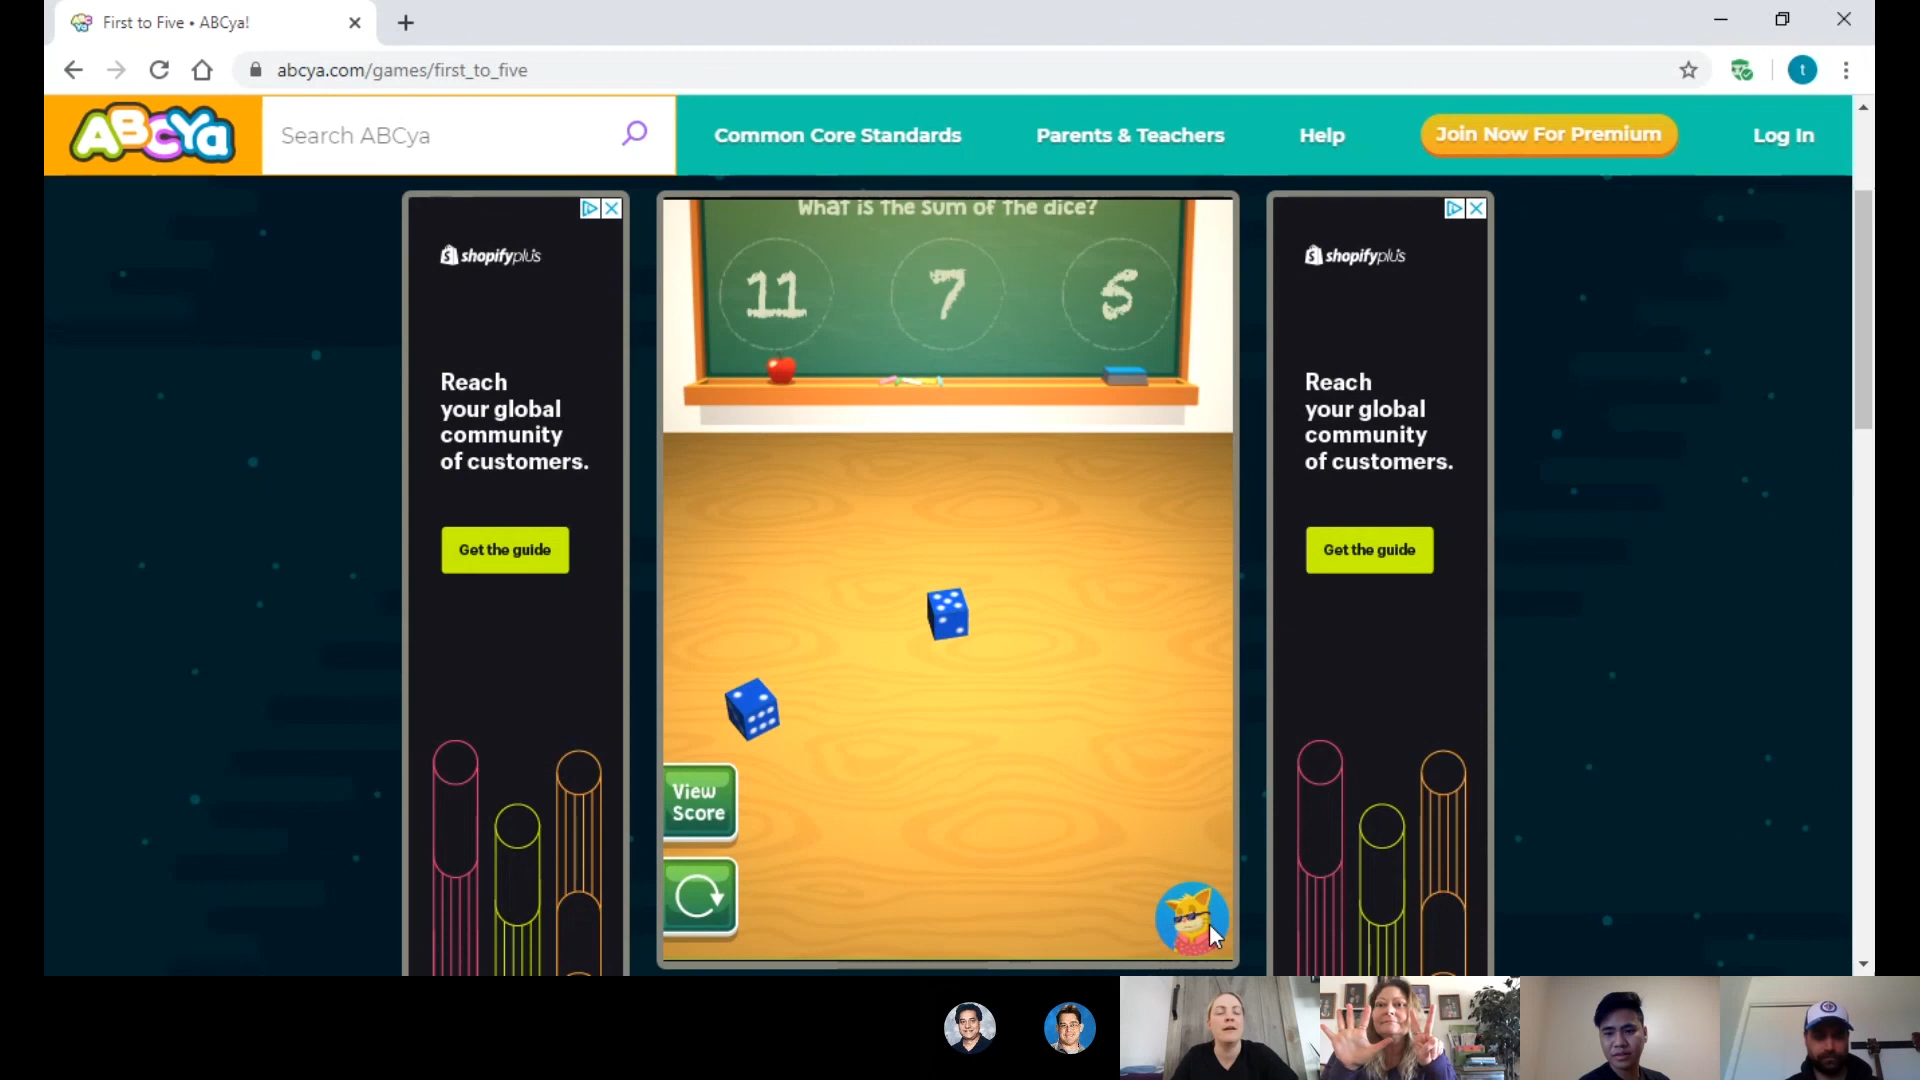 First to Five • ABCya!
abcya.com/games/first_to_five
t
ABCYa
Search ABCya
Common Core Standards
Parents & Teachers
Help
Join Now For Premium
Log In
shopifyplus
Reach
your global
community
of customers.
Get the guide
What is the sum of the dice?
11 7 5
View
Score
shopifyplus
Reach
your global
community
of customers.
Get the guide